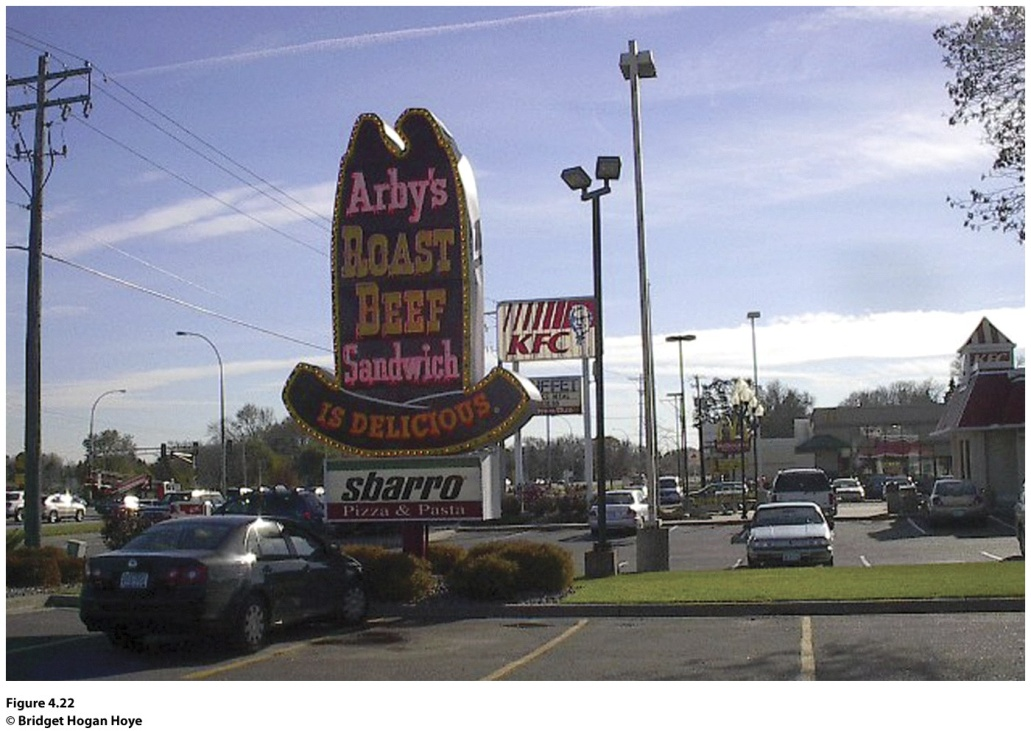 Arby's
ROAST
BEEF
Sandwich
IS DELICIOUS.
sbarro
Pizza & Pasta
KFC
KFC
Figure 4.22
© Bridget Hogan Hoye